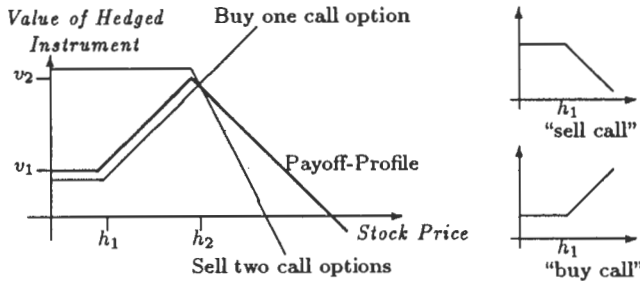 Value of Hedged
Instrument
Buy one call option
v2
v1
Payoff-Profile
h1
h2
Stock Price
Sell two call options
h1
"sell call"
h1
"buy call"